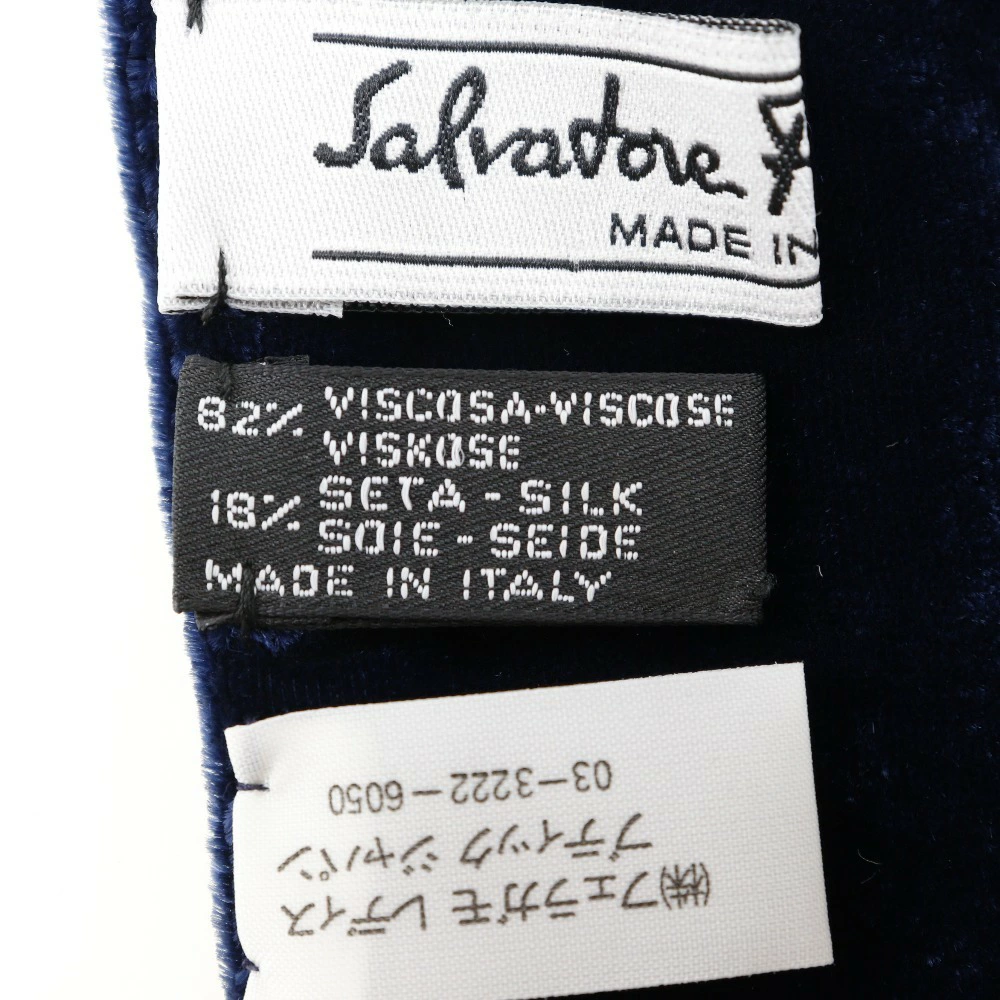 Salvatore F
MADE IN
82% VISCOSA-VISCOSE
VISKOSE
18% SETA - SILK
SOIE - SEIDE
MADE IN ITALY
(株)フェラガモ レディス
ブティック ジャパン
03-3222-6050